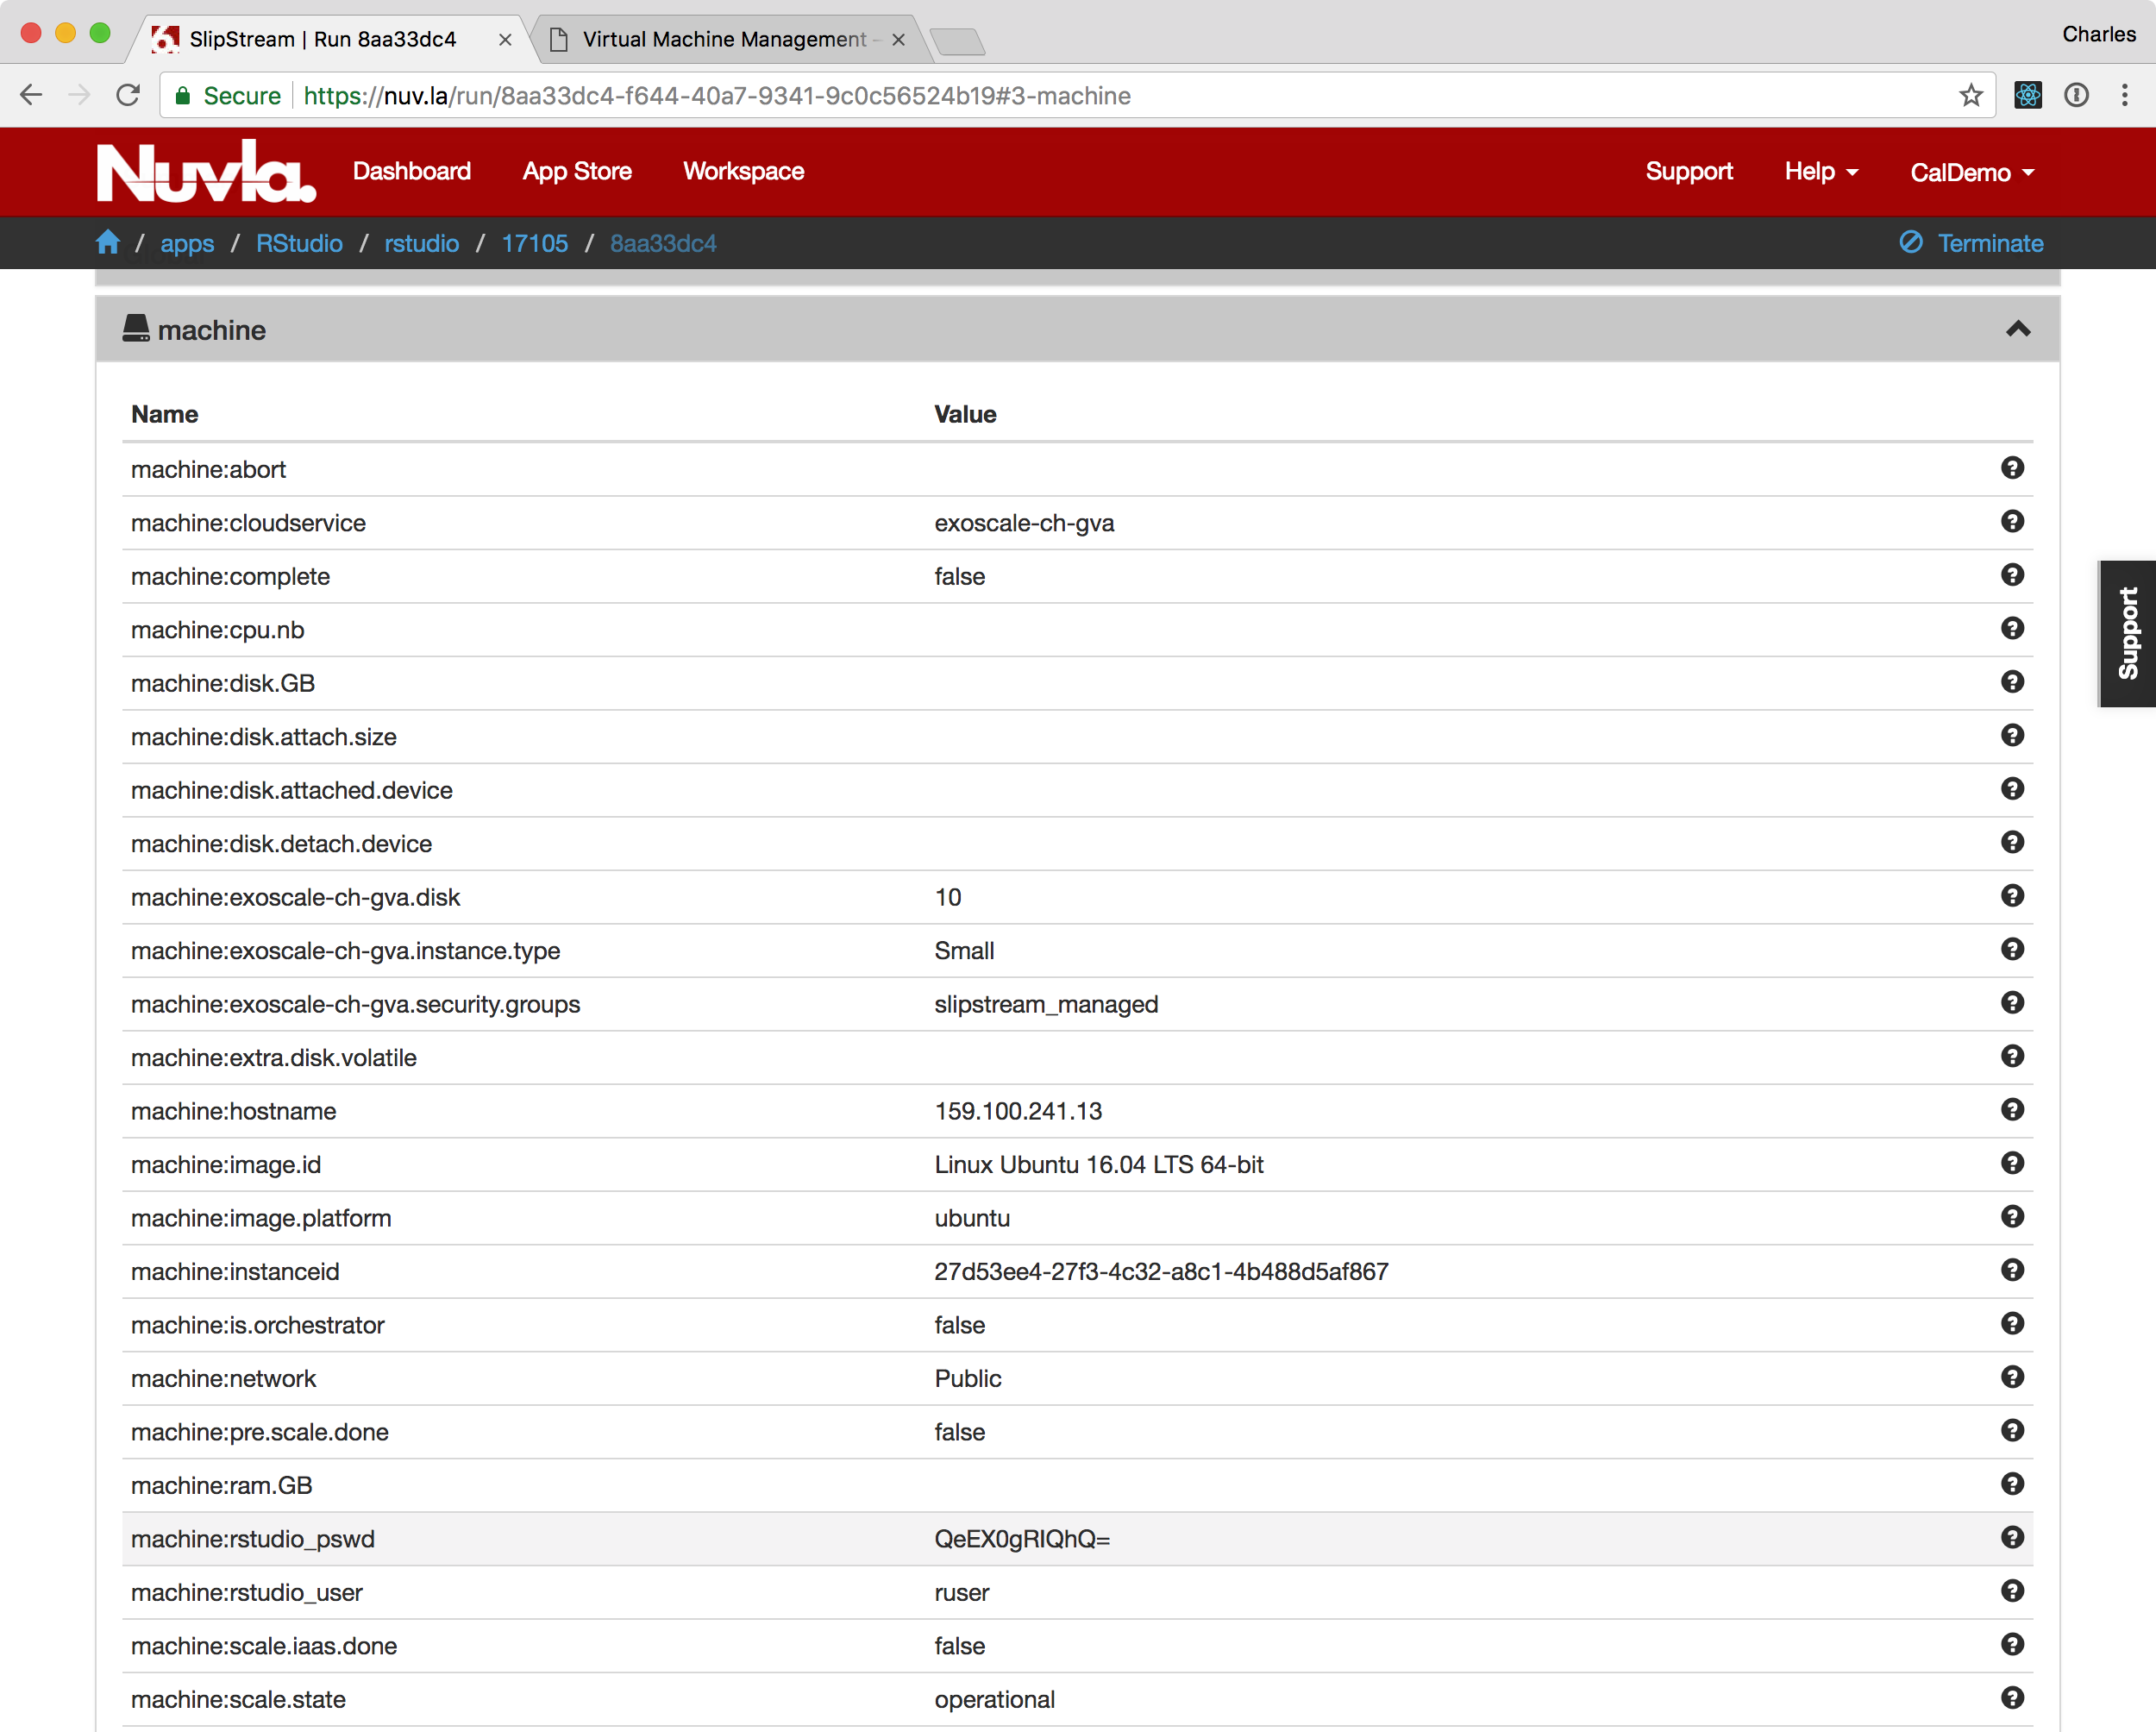 SlipStream | Run 8aa33dc4
Virtual Machine Management -
Charles
Secure https://nuv.la/run/8aa33dc4-f644-40a7-9341-9c0c56524b19#3-machine
Nuvla. Dashboard App Store Workspace Support Help CalDemo
/ apps / RStudio / rstudio / 17105 / 8aa33dc4 Terminate
machine
Name Value
machine:abort
machine:cloudservice exoscale-ch-gva
machine:complete false
machine:cpu.nb
machine:disk.GB
machine:disk.attach.size
machine:disk.attached.device
machine:disk.detach.device
machine:exoscale-ch-gva.disk 10
machine:exoscale-ch-gva.instance.type Small
machine:exoscale-ch-gva.security.groups slipstream_managed
machine:extra.disk.volatile
machine:hostname 159.100.241.13
machine:image.id Linux Ubuntu 16.04 LTS 64-bit
machine:image.platform ubuntu
machine:instanceid 27d53ee4-27f3-4c32-a8c1-4b488d5af867
machine:is.orchestrator false
machine:network Public
machine:pre.scale.done false
machine:ram.GB
machine:rstudio_pswd QeEX0gRIQhQ=
machine:rstudio_user ruser
machine:scale.iaas.done false
machine:scale.state operational
Support